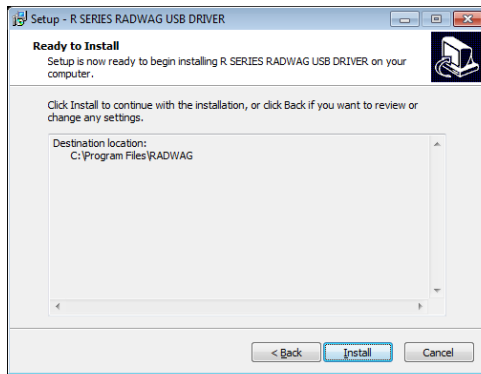 Setup - R SERIES RADWAG USB DRIVER
Ready to Install
Setup is now ready to begin installing R SERIES RADWAG USB DRIVER on your
computer.
Click Install to continue with the installation, or click Back if you want to review or
change any settings.
Destination location:
C:\Program Files\RADWAG
< Back
Install
Cancel